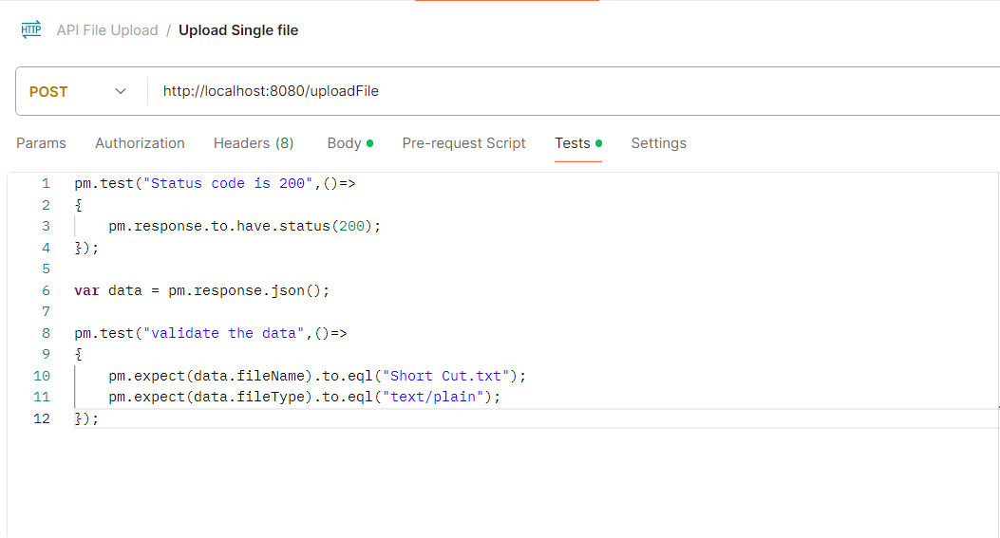 HTTP API File Upload / Upload Single file
POST http://localhost:8080/uploadFile
Params Authorization Headers (8) Body Pre-request Script Tests Settings
1 pm.test("Status code is 200",()=>
2 {
3 pm.response.to.have.status(200);
4 });
5
6 var data = pm.response.json();
7
8 pm.test("validate the data",()=>
9 {
10 pm.expect(data.fileName).to.eql("Short Cut.txt");
11 pm.expect(data.fileType).to.eql("text/plain");
12 });